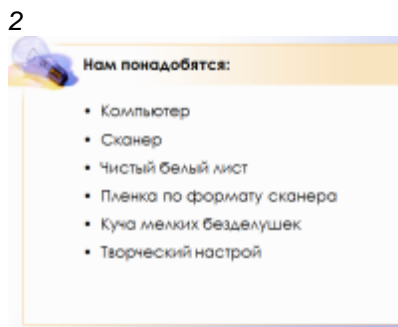 2
Нам понадобятся:
• Компьютер
• Сканер
• Чистый белый лист
• Пленка по формату сканера
• Куча мелких безделушек
• Творческий настрой